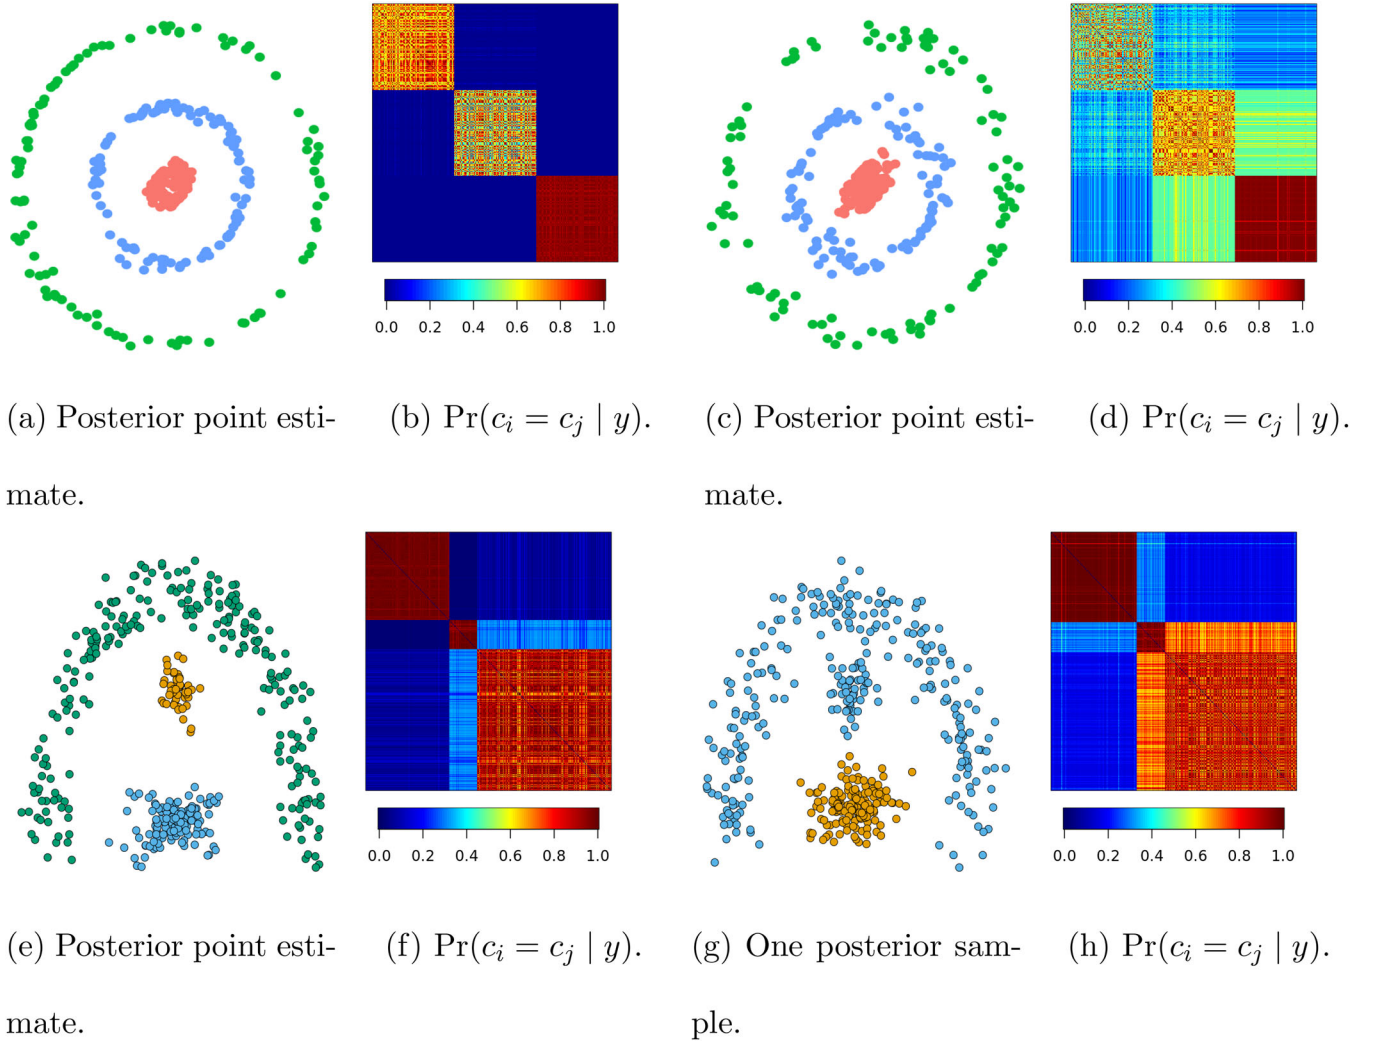 0.0 0.2 0.4 0.6 0.8 1.0
0.0 0.2 0.4 0.6 0.8 1.0
(a) Posterior point esti-
mate.
(b) Pr(c_i = c_j | y).
(c) Posterior point esti-
mate.
(d) Pr(c_i = c_j | y).
0.0 0.2 0.4 0.6 0.8 1.0
0.0 0.2 0.4 0.6 0.8 1.0
(e) Posterior point esti-
mate.
(f) Pr(c_i = c_j | y).
(g) One posterior sam-
ple.
(h) Pr(c_i = c_j | y).